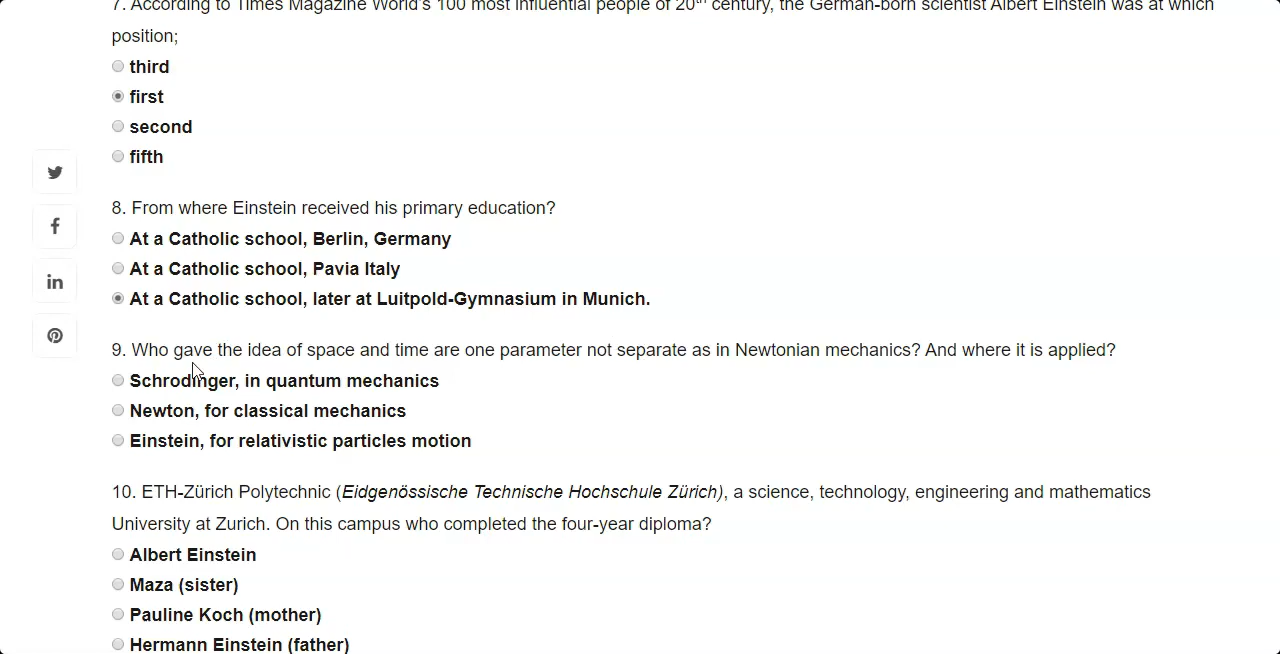 7. According to Times Magazine World's 100 most influential people of 20th century, the German-born scientist Albert Einstein was at which
position;
third
first
second
fifth
8. From where Einstein received his primary education?
At a Catholic school, Berlin, Germany
At a Catholic school, Pavia Italy
At a Catholic school, later at Luitpold-Gymnasium in Munich.
9. Who gave the idea of space and time are one parameter not separate as in Newtonian mechanics? And where it is applied?
Schrodinger, in quantum mechanics
Newton, for classical mechanics
Einstein, for relativistic particles motion
10. ETH-Zürich Polytechnic (Eidgenössische Technische Hochschule Zürich), a science, technology, engineering and mathematics
University at Zurich. On this campus who completed the four-year diploma?
Albert Einstein
Maza (sister)
Pauline Koch (mother)
Hermann Einstein (father)